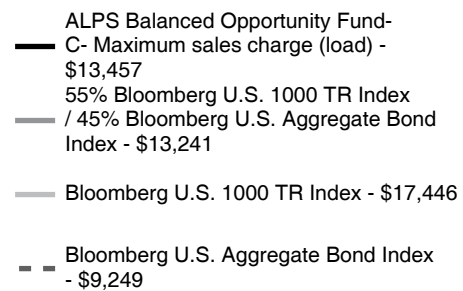 ALPS Balanced Opportunity Fund-
C- Maximum sales charge (load) -
$13,457
55% Bloomberg U.S. 1000 TR Index
/ 45% Bloomberg U.S. Aggregate Bond
Index - $13,241
Bloomberg U.S. 1000 TR Index - $17,446
Bloomberg U.S. Aggregate Bond Index
- $9,249